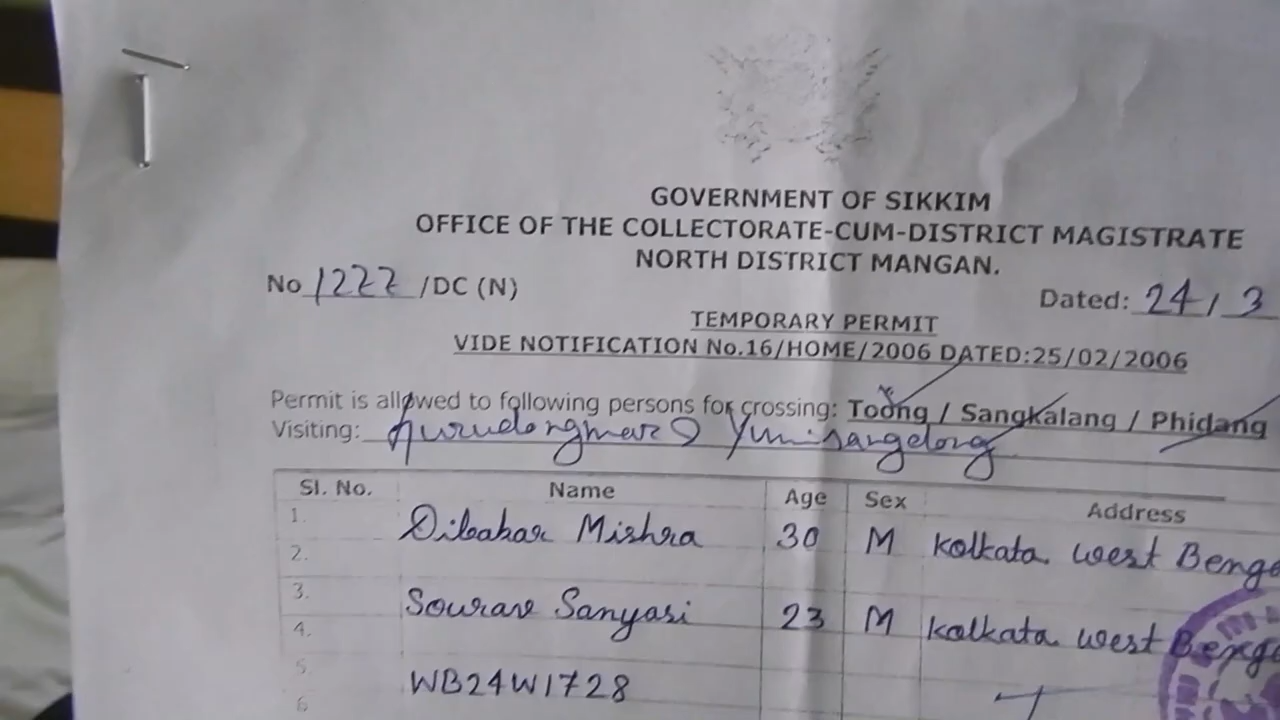 GOVERNMENT OF SIKKIM
OFFICE OF THE COLLECTORATE-CUM-DISTRICT MAGISTRATE
NORTH DISTRICT MANGAN.
No 1277 /DC (N)
Dated: 24 / 3
TEMPORARY PERMIT
VIDE NOTIFICATION No.16/HOME/2006 DATED:25/02/2006
Permit is allowed to following persons for crossing: Toong / Sangkalang / Phidang
Visiting:
Sl. No. Name Age Sex Address
1. Dibakar Mishra 30 M Kolkata West Benga
2.
3. Sourav Sanyasi 23 M Kolkata West Benga
4.
5. WB24W1728
6